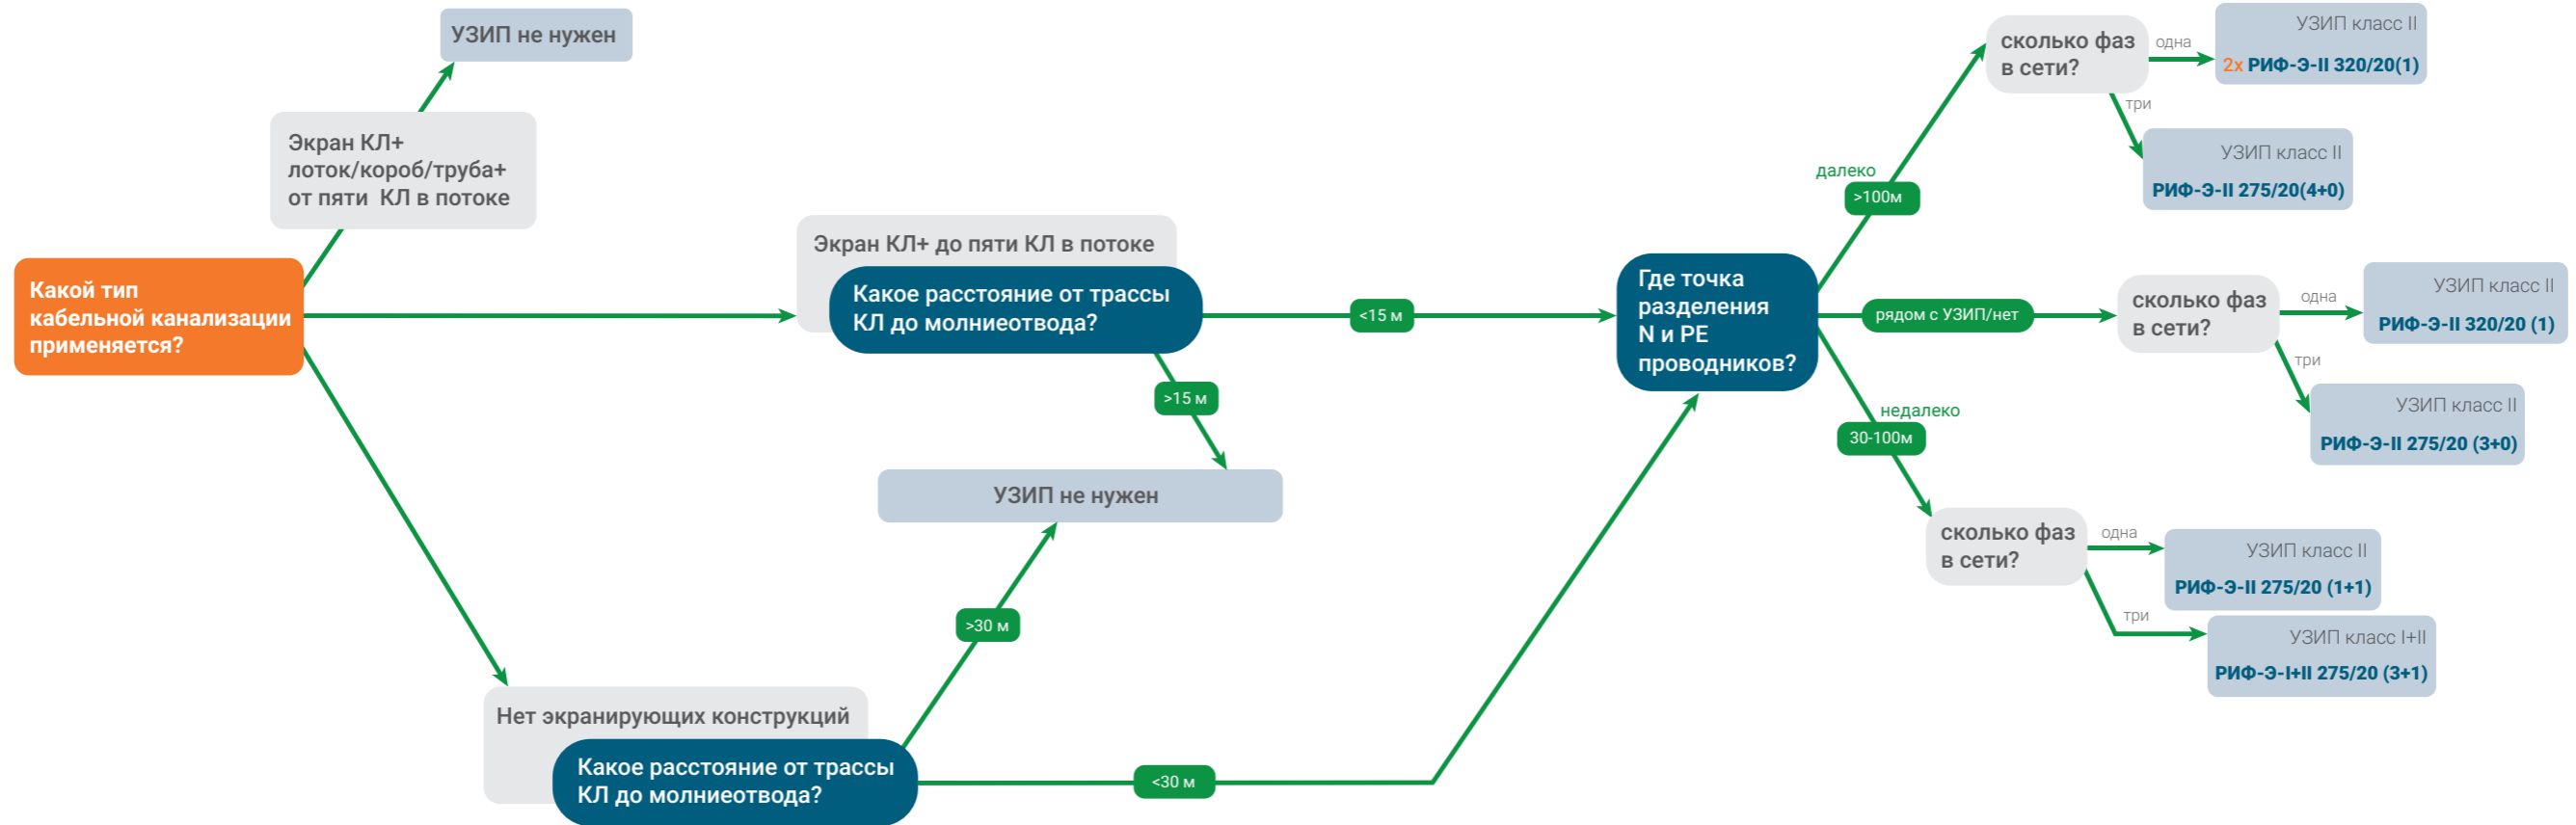 УЗИП не нужен
Экран КЛ+
лоток/короб/труба+
от пяти КЛ в потоке
Какой тип
кабельной канализации
применяется?
Экран КЛ+ до пяти КЛ в потоке
Какое расстояние от трассы
КЛ до молниеотвода?
<15 м
>15 м
УЗИП не нужен
>30 м
Нет экранирующих конструкций
Какое расстояние от трассы
КЛ до молниеотвода?
<30 м
Где точка
разделения
N и PE
проводников?
далеко
>100м
сколько фаз
в сети?
одна
УЗИП класс II
2x РИФ-Э-II 320/20(1)
три
УЗИП класс II
РИФ-Э-II 275/20(4+0)
рядом с УЗИП/нет
сколько фаз
в сети?
одна
УЗИП класс II
РИФ-Э-II 320/20 (1)
три
УЗИП класс II
РИФ-Э-II 275/20 (3+0)
недалеко
30-100м
сколько фаз
в сети?
одна
УЗИП класс II
РИФ-Э-II 275/20 (1+1)
три
УЗИП класс I+II
РИФ-Э-I+II 275/20 (3+1)